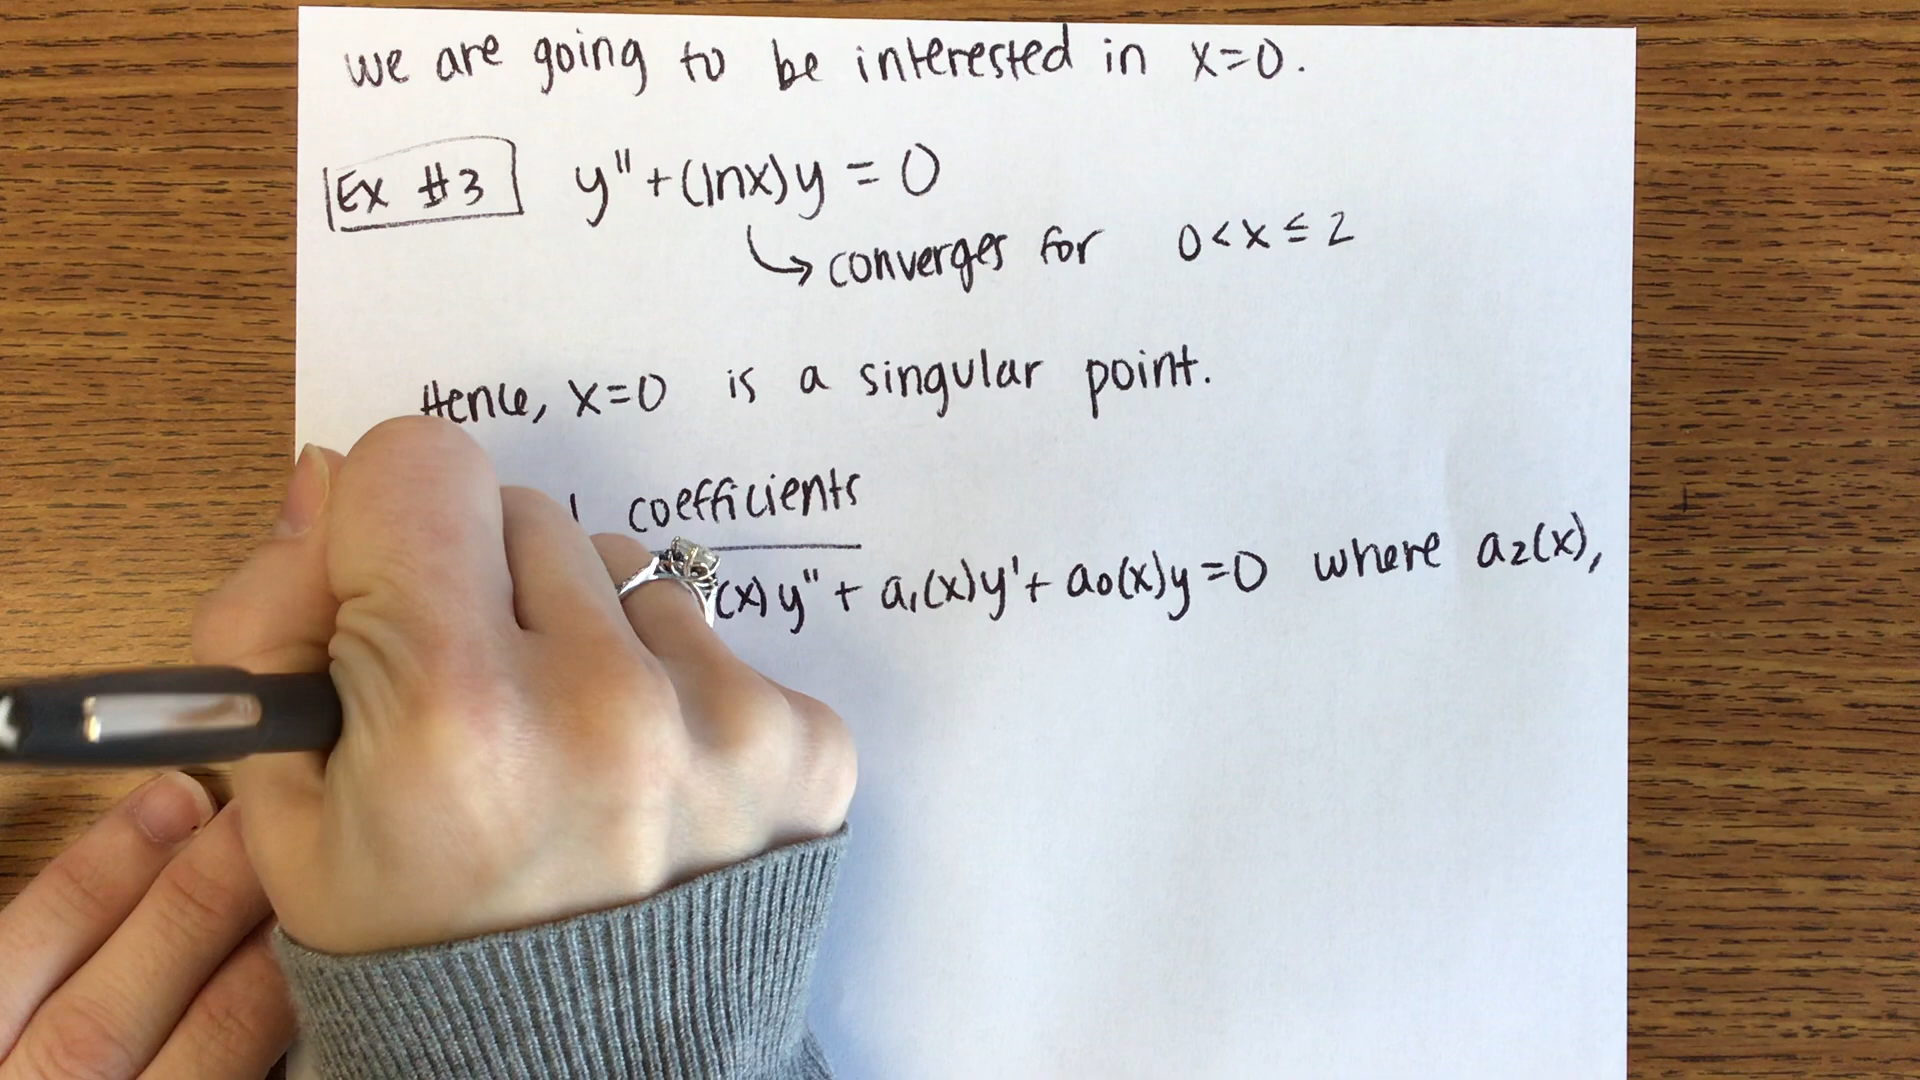 we are going to be interested in x=0.
Ex #3 y"+(lnx)y = 0
↳ converges for 0<x≤2
Hence, x=0 is a singular point.
coefficients
(x)y"+ a₁(x)y'+ a₀(x)y=0 where a₂(x),